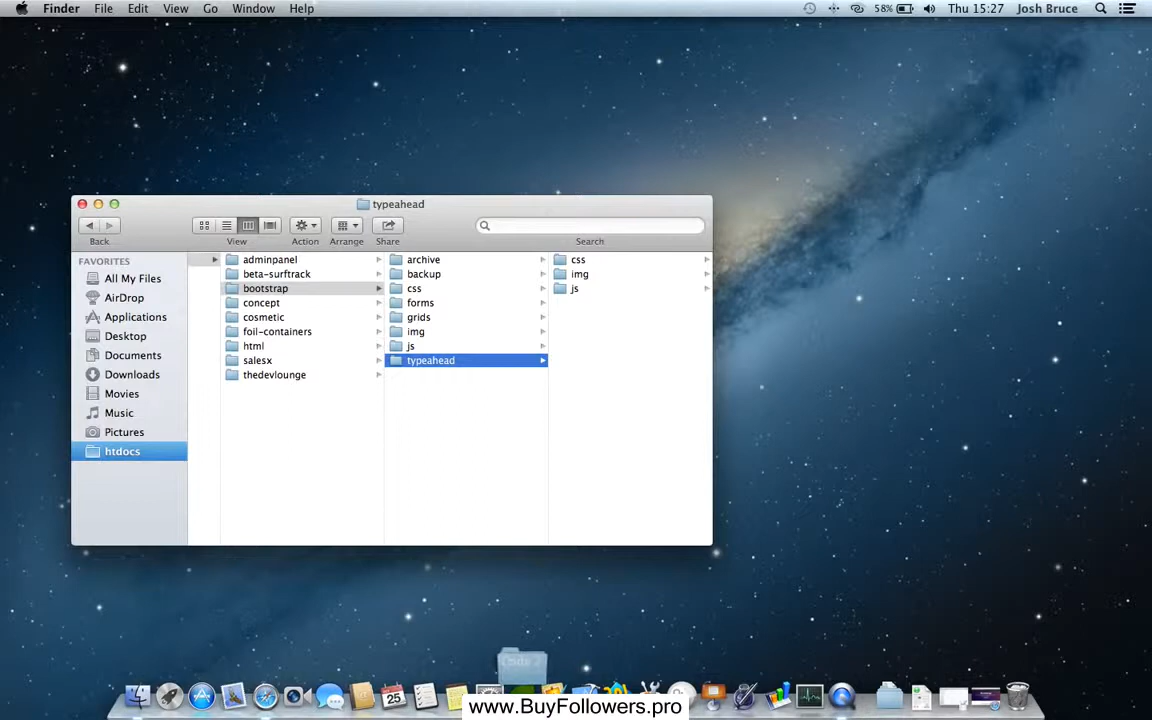 Finder File Edit View Go Window Help 58% Thu 15:27 Josh Bruce
typeahead
Back View Action Arrange Share Search
FAVORITES
All My Files
AirDrop
Applications
Desktop
Documents
Downloads
Movies
Music
Pictures
htdocs
adminpanel
beta-surftrack
bootstrap
concept
cosmetic
foil-containers
html
salesx
thedevlounge
archive
backup
css
forms
grids
img
js
typeahead
css
img
js
25
www.BuyFollowers.pro